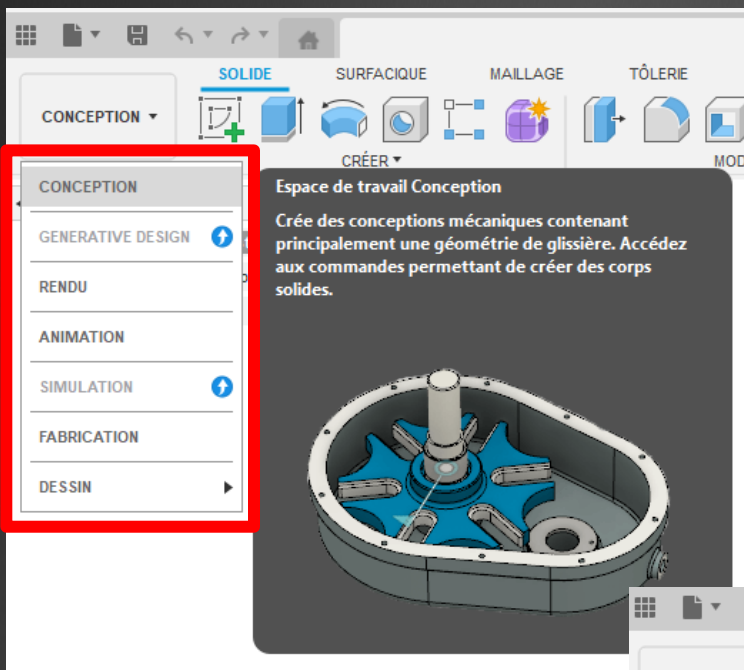 SOLIDE SURFACIQUE MAILLAGE TÔLERIE
CONCEPTION
CRÉER
MOD
CONCEPTION
GENERATIVE DESIGN
RENDU
ANIMATION
SIMULATION
FABRICATION
DESSIN
Espace de travail Conception
Crée des conceptions mécaniques contenant
principalement une géométrie de glissière. Accédez
aux commandes permettant de créer des corps
solides.